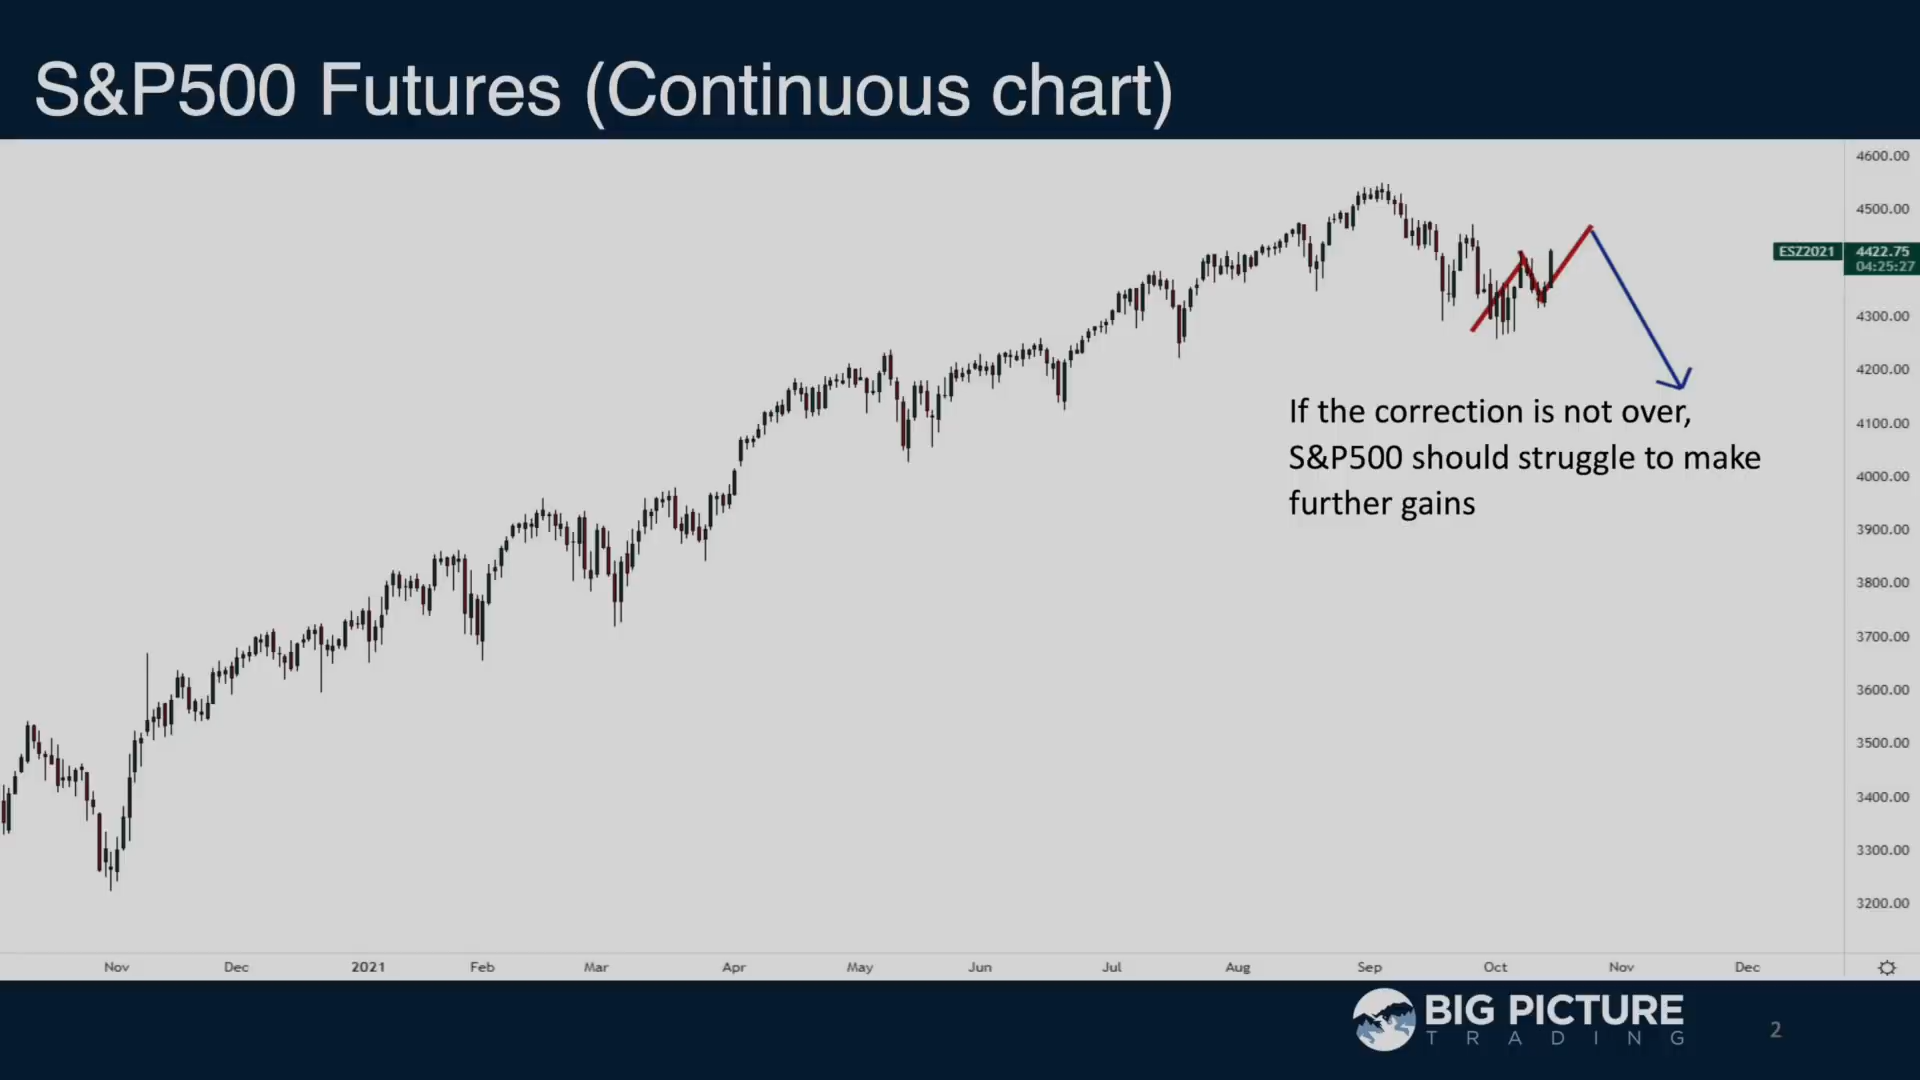 S&P500 Futures (Continuous chart)
4600.00
4500.00
ESZ2021 4422.75
04:25:27
4300.00
4200.00
If the correction is not over,
S&P500 should struggle to make
further gains
4100.00
4000.00
3900.00
3800.00
3700.00
3600.00
3500.00
3400.00
3300.00
3200.00
Nov Dec 2021 Feb Mar Apr May Jun Jul Aug Sep Oct Nov Dec
BIG PICTURE
TRADING
2